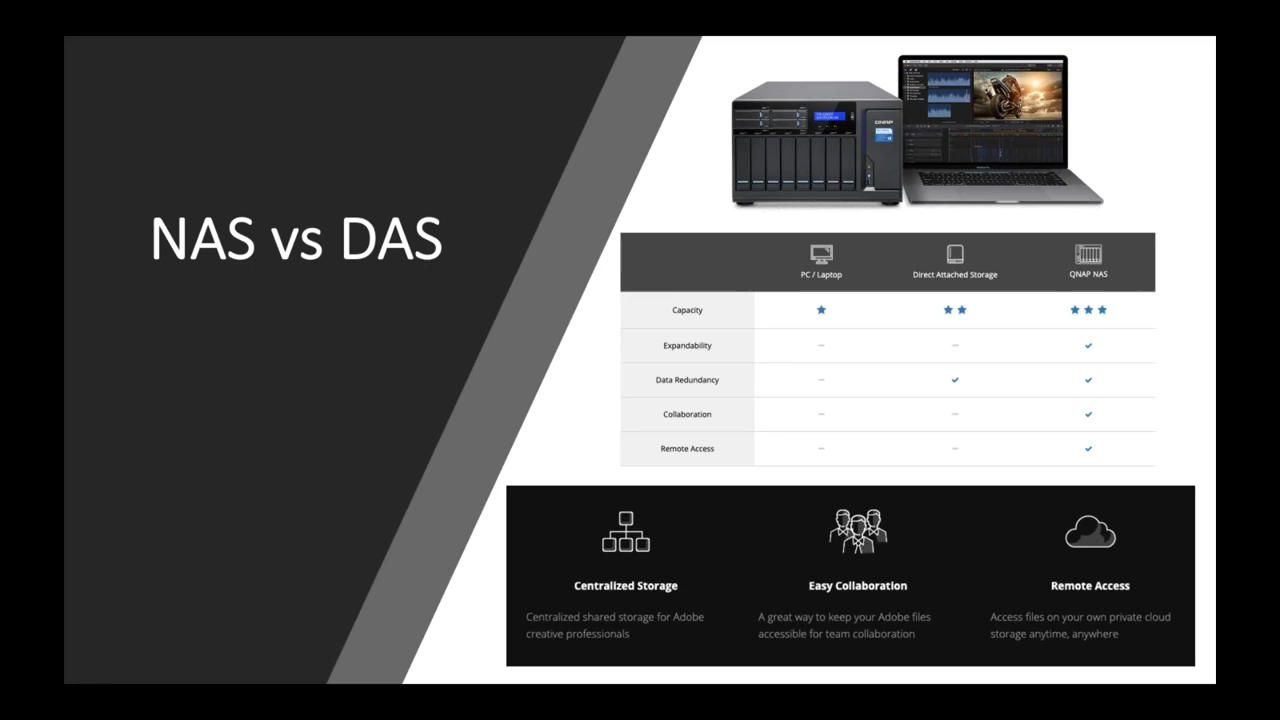 NAS vs DAS
QNAP
PC / Laptop
Direct Attached Storage
QNAP NAS
Capacity
Expandability
Data Redundancy
Collaboration
Remote Access
Centralized Storage
Centralized shared storage for Adobe
creative professionals
Easy Collaboration
A great way to keep your Adobe files
accessible for team collaboration
Remote Access
Access files on your own private cloud
storage anytime, anywhere